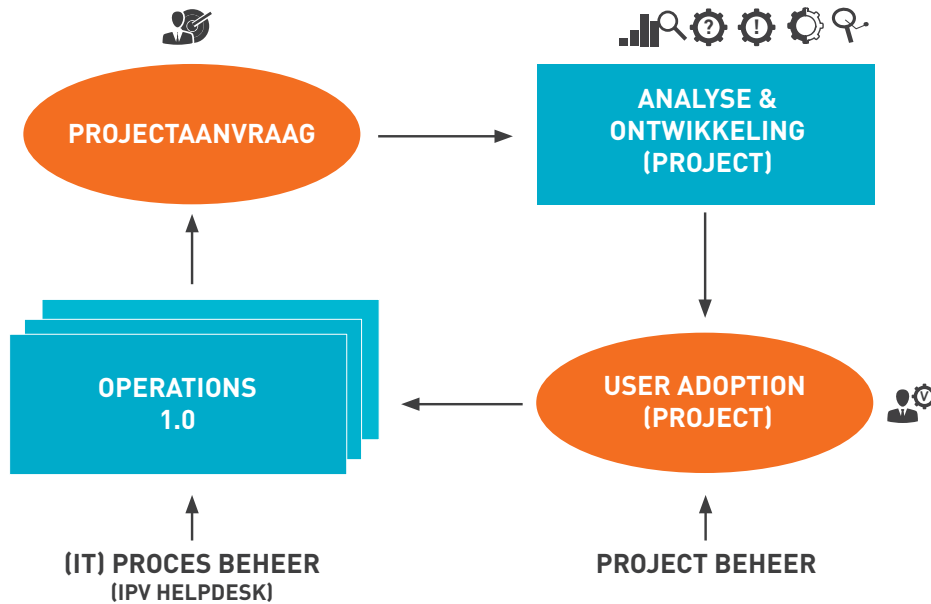 PROJECTAANVRAAG
?
!
ANALYSE &
ONTWIKKELING
(PROJECT)
OPERATIONS
1.0
USER ADOPTION
(PROJECT)
V
(IT) PROCES BEHEER
(IPV HELPDESK)
PROJECT BEHEER